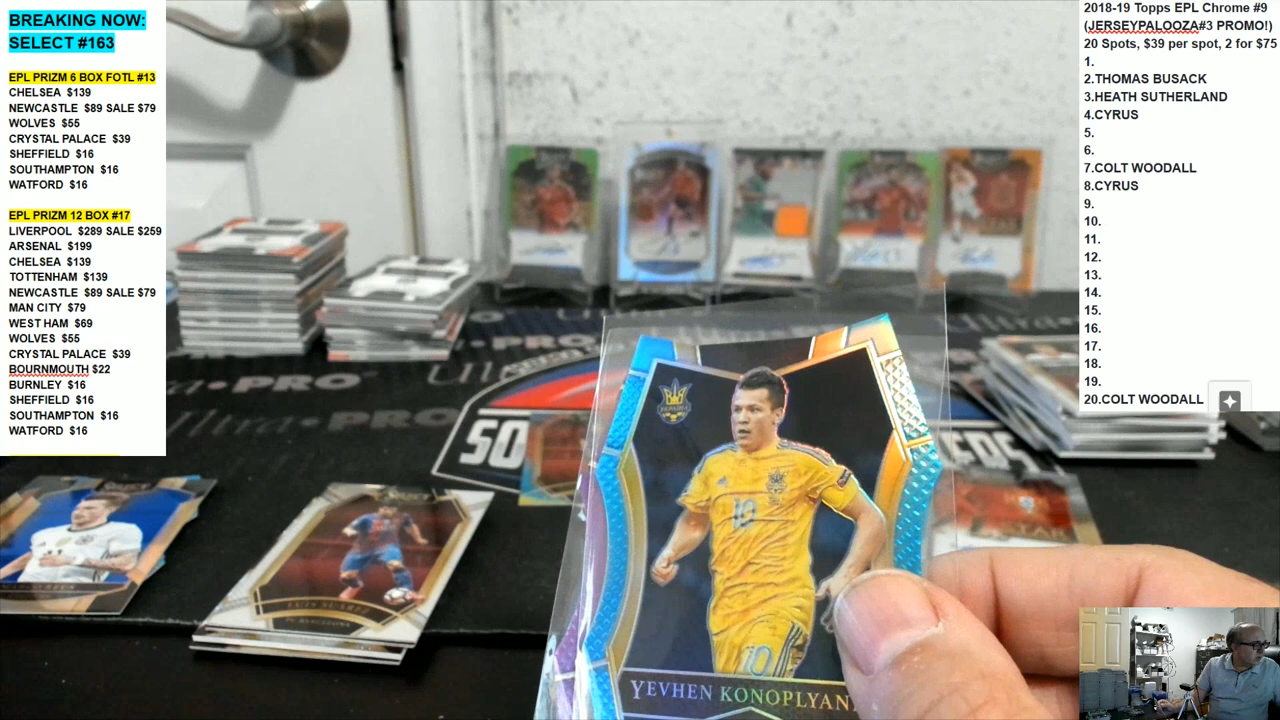 BREAKING NOW:
SELECT #163
EPL PRIZM 6 BOX FOTL #13
CHELSEA $139
NEWCASTLE $89 SALE $79
WOLVES $55
CRYSTAL PALACE $39
SHEFFIELD $16
SOUTHAMPTON $16
WATFORD $16
EPL PRIZM 12 BOX #17
LIVERPOOL $289 SALE $259
ARSENAL $199
CHELSEA $139
TOTTENHAM $139
NEWCASTLE $89 SALE $79
MAN CITY $79
WEST HAM $69
WOLVES $55
CRYSTAL PALACE $39
BOURNMOUTH $22
BURNLEY $16
SHEFFIELD $16
SOUTHAMPTON $16
WATFORD $16
2018-19 Topps EPL Chrome #9
(JERSEYPALOOZA#3 PROMO!)
20 Spots, $39 per spot, 2 for $75
1.
2.THOMAS BUSACK
3.HEATH SUTHERLAND
4.CYRUS
5.
6.
7.COLT WOODALL
8.CYRUS
9.
10.
11.
12.
13.
14.
15.
16.
17.
18.
19.
20.COLT WOODALL
Ultra·PRO
10
10
YEVHEN KONOPLYAN
LUIS SUAREZ
FC BARCELONA